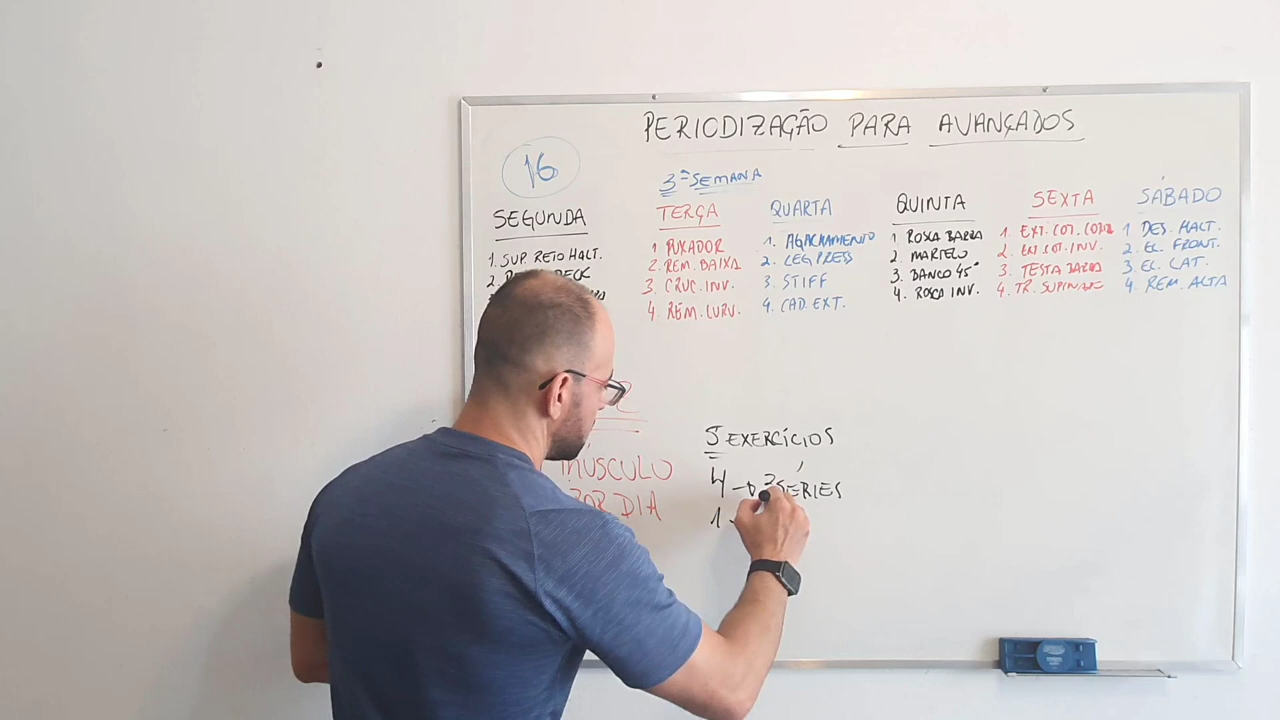 PERIODIZAÇÃO PARA AVANÇADOS
16
3ª SEMANA
SEGUNDA
1. SUP. RETO HALT.
2. DECK
TERÇA
1 PUXADOR
2. REM. BAIXA
3. CRUC. INV.
4. REM. CURV.
QUARTA
1. AGACHAMENTO
2. LEG PRESS
3. STIFF
4. CAD. EXT.
QUINTA
1 ROSCA BARRA
2. MARTELO
3. BANCO 45°
4. ROSCA INV.
SEXTA
1. EXT. COT. CORDA
2. EXT. COT. INV.
3. TESTA BARRA
4. TR. SUPINADE
SÁBADO
1 DES. HALT.
2. EL. FRONT.
3. EL. LAT.
4. REM. ALTA
MÚSCULO
POR DIA
5 EXERCÍCIOS
4 → 3 SÉRIES
1